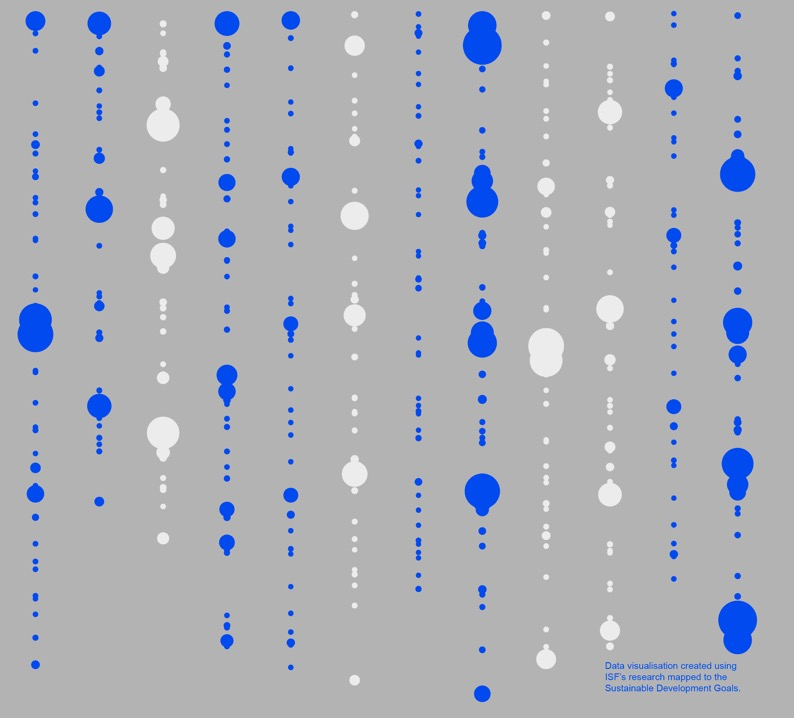 Data visualisation created using
ISF's research mapped to the
Sustainable Development Goals.